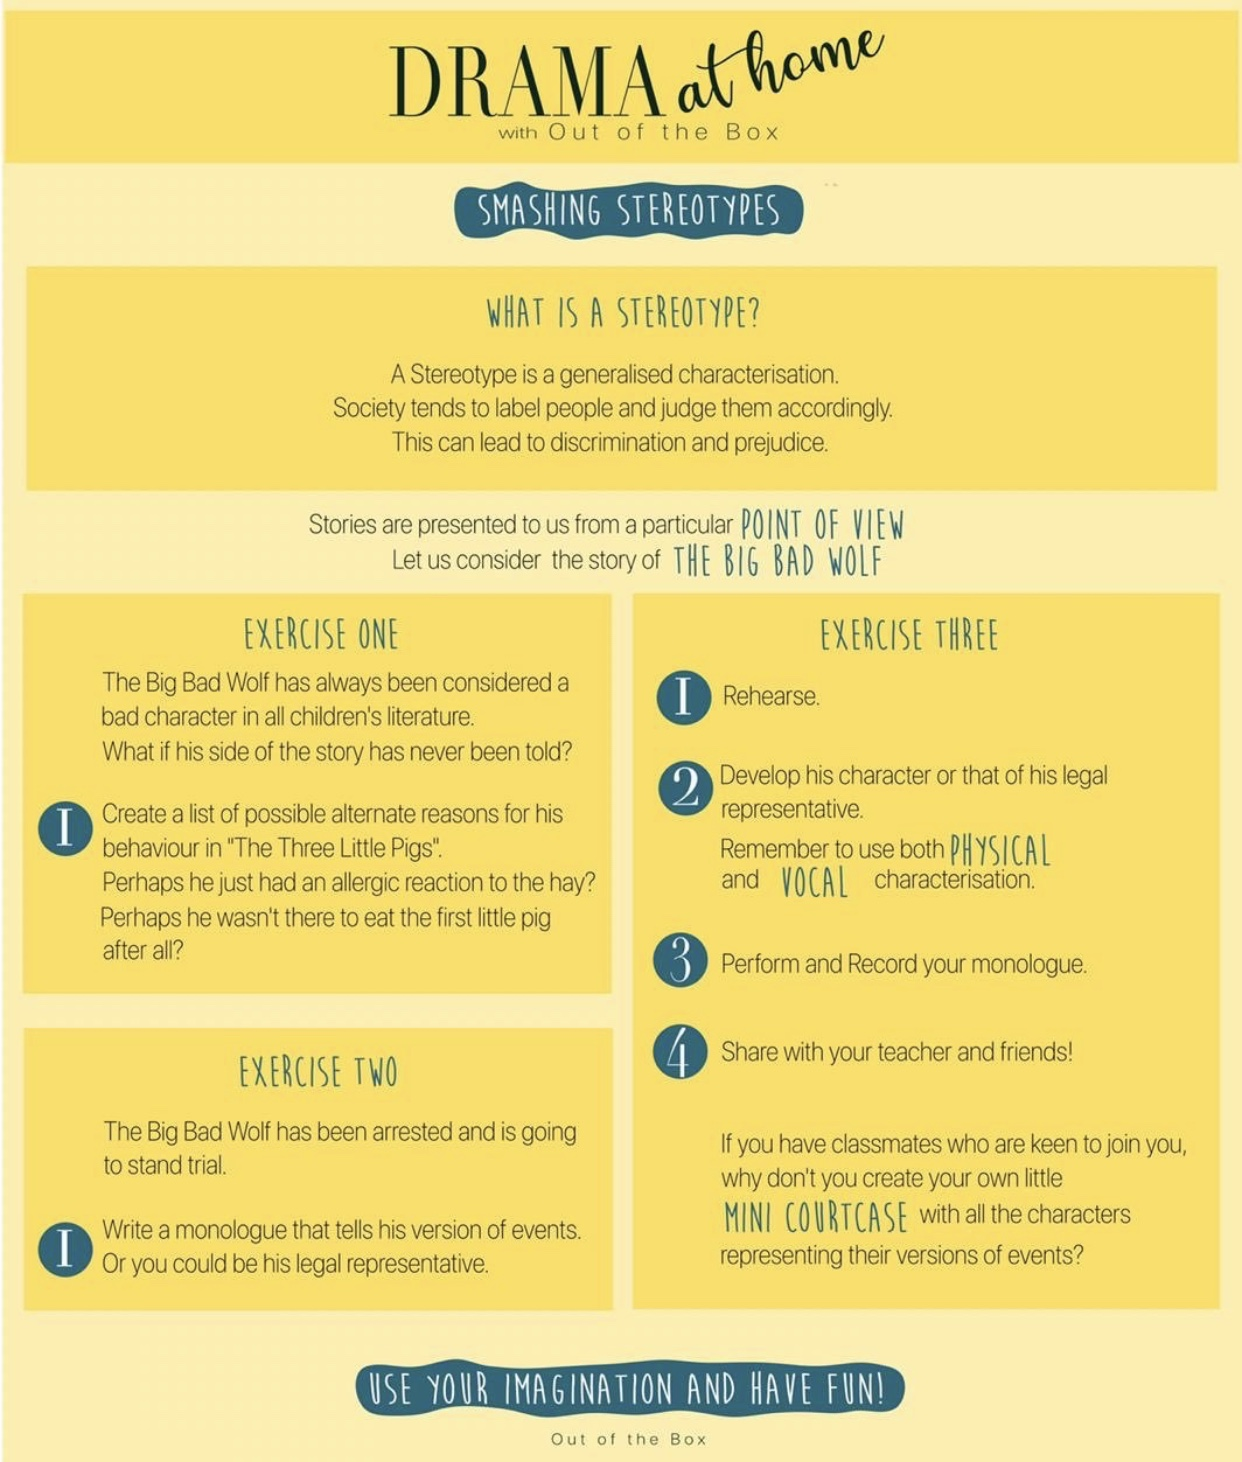 DRAMA at home
with Out of the Box
SMASHING STEREOTYPES
WHAT IS A STEREOTYPE?
A Stereotype is a generalised characterisation.
Society tends to label people and judge them accordingly.
This can lead to discrimination and prejudice.
Stories are presented to us from a particular POINT OF VIEW
Let us consider the story of THE BIG BAD WOLF
EXERCISE ONE
The Big Bad Wolf has always been considered a
bad character in all children's literature.
What if his side of the story has never been told?
1 Create a list of possible alternate reasons for his
behaviour in "The Three Little Pigs".
Perhaps he just had an allergic reaction to the hay?
Perhaps he wasn't there to eat the first little pig
after all?
EXERCISE TWO
The Big Bad Wolf has been arrested and is going
to stand trial.
1 Write a monologue that tells his version of events.
Or you could be his legal representative.
EXERCISE THREE
1 Rehearse.
2 Develop his character or that of his legal
representative.
Remember to use both PHYSICAL
and VOCAL characterisation.
3 Perform and Record your monologue.
4 Share with your teacher and friends!
If you have classmates who are keen to join you,
why don't you create your own little
MINI COURTCASE with all the characters
representing their versions of events?
USE YOUR IMAGINATION AND HAVE FUN!
Out of the Box